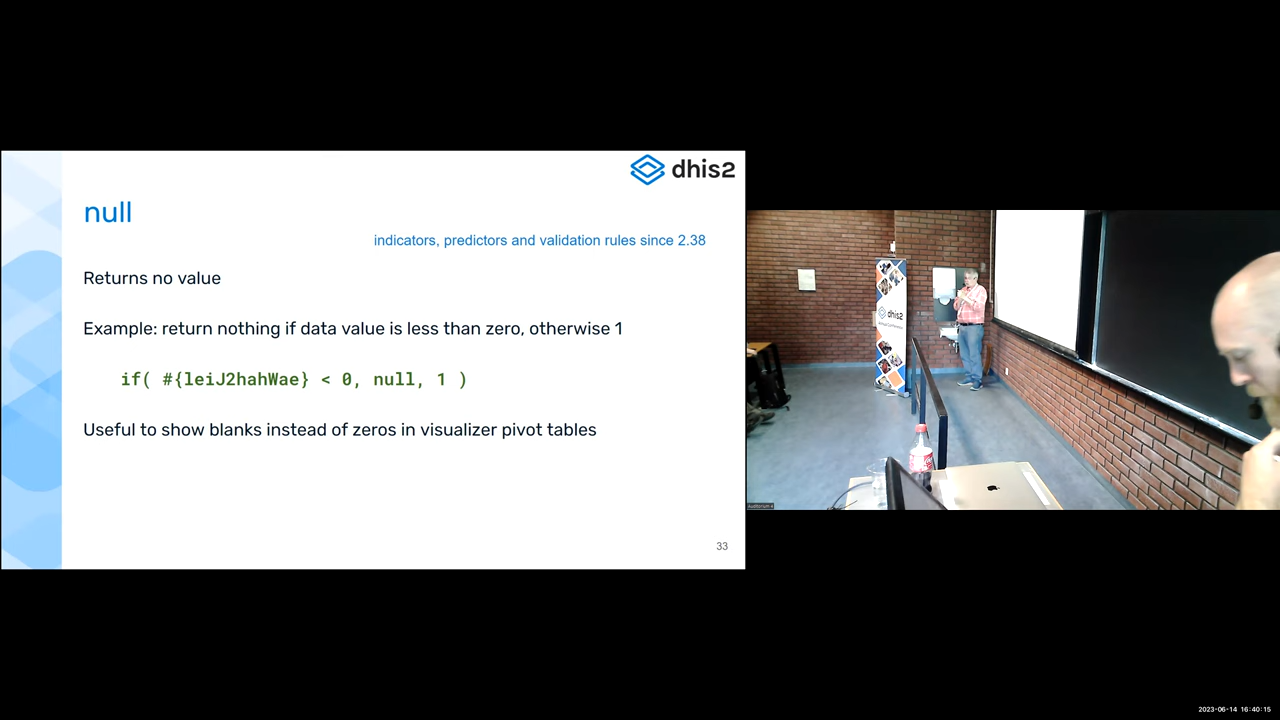 dhis2
null
indicators, predictors and validation rules since 2.38
Returns no value
Example: return nothing if data value is less than zero, otherwise 1
if( #{leiJ2hahWae} < 0, null, 1 )
Useful to show blanks instead of zeros in visualizer pivot tables
33
dhis2
2023-06-14 16:40:15